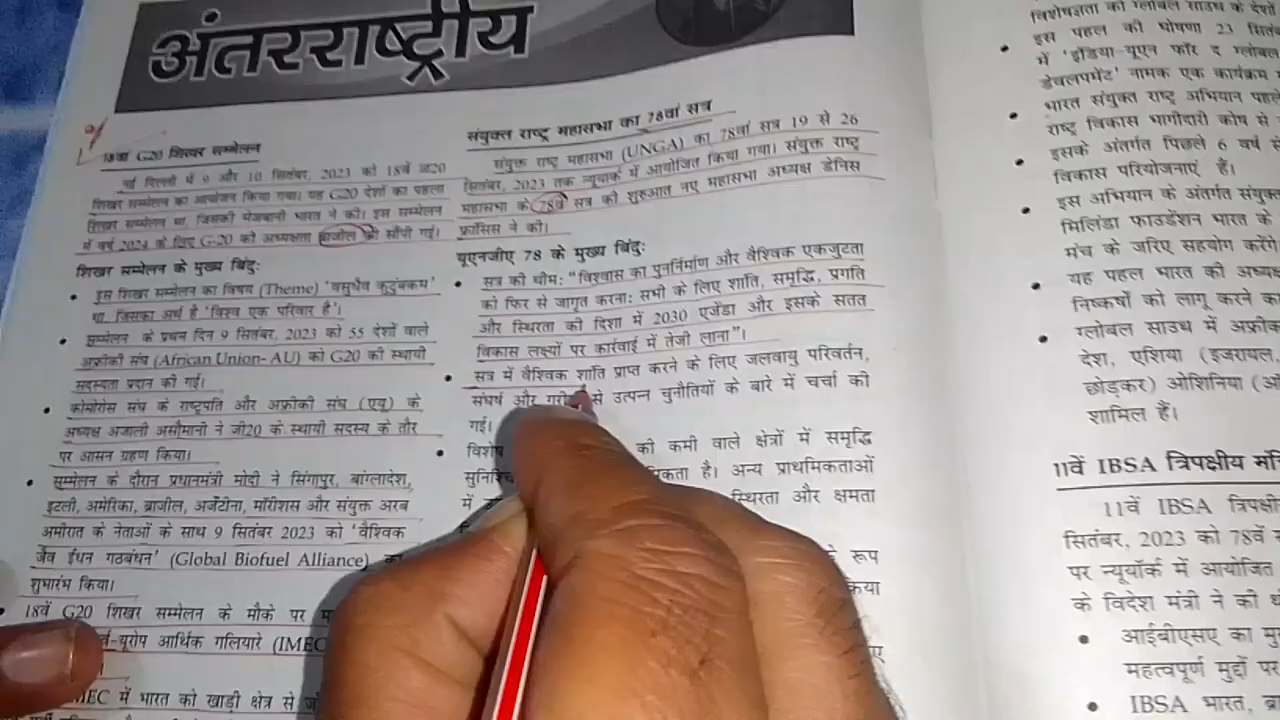 अंतरराष्ट्रीय
18वां G20 शिखर सम्मेलन
नई दिल्ली में 9 और 10 सितंबर, 2023 को 18वें जी20
शिखर सम्मेलन का आयोजन किया गया। यह G20 देशों का पहला
शिखर सम्मेलन था, जिसकी मेजबानी भारत ने की। इस सम्मेलन
में वर्ष 2024 के लिए G-20 की अध्यक्षता ब्राजील को सौंपी गई।
शिखर सम्मेलन के मुख्य बिंदु:
• इस शिखर सम्मेलन का विषय (Theme) 'वसुधैव कुटुंबकम'
था, जिसका अर्थ है 'विश्व एक परिवार है'।
• सम्मेलन के प्रथम दिन 9 सितंबर, 2023 को 55 देशों वाले
अफ्रीकी संघ (African Union- AU) को G20 की स्थायी
सदस्यता प्रदान की गई।
• कोमोरोस संघ के राष्ट्रपति और अफ्रीकी संघ (एयू) के
अध्यक्ष अजाली असौमानी ने जी20 के स्थायी सदस्य के तौर
पर आसन ग्रहण किया।
• सम्मेलन के दौरान प्रधानमंत्री मोदी ने सिंगापुर, बांग्लादेश,
इटली, अमेरिका, ब्राजील, अर्जेंटीना, मॉरीशस और संयुक्त अरब
अमीरात के नेताओं के साथ 9 सितंबर 2023 को 'वैश्विक
जैव ईंधन गठबंधन' (Global Biofuel Alliance) का
शुभारंभ किया।
• 18वें G20 शिखर सम्मेलन के मौके पर
र्व-यूरोप आर्थिक गलियारे (IMEC
MEC में भारत को खाड़ी क्षेत्र से
संयुक्त राष्ट्र महासभा का 78वां सत्र
संयुक्त राष्ट्र महासभा (UNGA) का 78वां सत्र 19 से 26
सितंबर, 2023 तक न्यूयार्क में आयोजित किया गया। संयुक्त राष्ट्र
महासभा के 78वें सत्र की शुरुआत नए महासभा अध्यक्ष डेनिस
फ्रांसिस ने की।
यूएनजीए 78 के मुख्य बिंदु:
• सत्र की थीम: "विश्वास का पुनर्निर्माण और वैश्विक एकजुटता
को फिर से जागृत करना: सभी के लिए शांति, समृद्धि, प्रगति
और स्थिरता की दिशा में 2030 एजेंडा और इसके सतत
विकास लक्ष्यों पर कार्रवाई में तेजी लाना"।
• सत्र में वैश्विक शांति प्राप्त करने के लिए जलवायु परिवर्तन,
संघर्ष और से उत्पन्न चुनौतियों के बारे में चर्चा की
गई।
• की कमी वाले क्षेत्रों में समृद्धि
है। अन्य प्राथमिकताओं
में स्थिरता और क्षमता
के रूप
किया
विशेषज्ञता को ग्लोबल साउथ के देशों
• इस पहल की घोषणा 23
में 'इंडिया-यूएन फॉर द ग्लोबल
डेवलपमेंट' नामक एक कार्यक्रम
• भारत संयुक्त राष्ट्र अभियान पहले
राष्ट्र विकास भागीदारी कोष से
• इसके अंतर्गत पिछले 6 वर्ष
विकास परियोजनाएं हैं।
• इस अभियान के अंतर्गत संयुक्त
मिलिंडा फाउंडेशन भारत के
मंच के जरिए सहयोग करेंगे
• यह पहल भारत की
निष्कर्षों को लागू करने का
• ग्लोबल साउथ में
देश, एशिया (इजरायल,
छोड़कर) ओशिनिया
शामिल हैं।
11वें IBSA त्रिपक्षीय
11वें IBSA त्रिपक्षीय
सितंबर, 2023 को 78वें
पर न्यूयॉर्क में आयोजित
के विदेश मंत्री ने की
• आईबीएसए का
महत्वपूर्ण मुद्दों पर
• IBSA भारत,